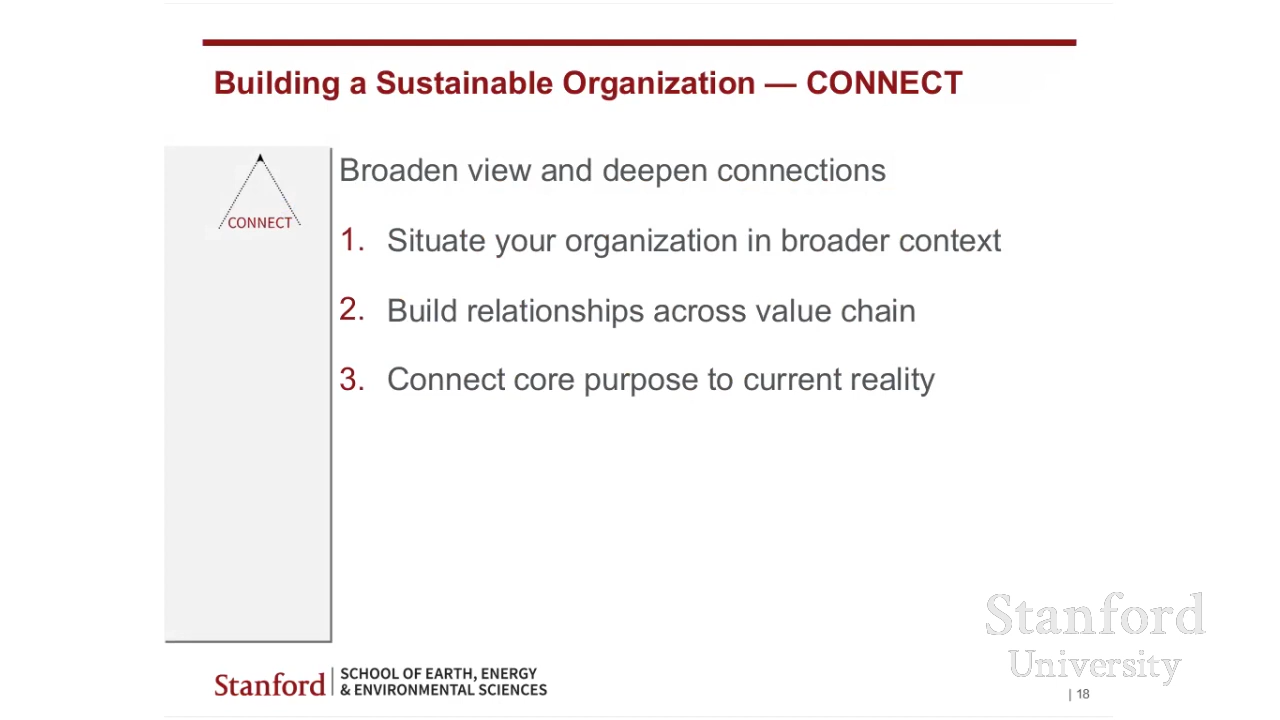 Building a Sustainable Organization — CONNECT
CONNECT
Broaden view and deepen connections
1. Situate your organization in broader context
2. Build relationships across value chain
3. Connect core purpose to current reality
Stanford
University
Stanford
SCHOOL OF EARTH, ENERGY
& ENVIRONMENTAL SCIENCES
| 18